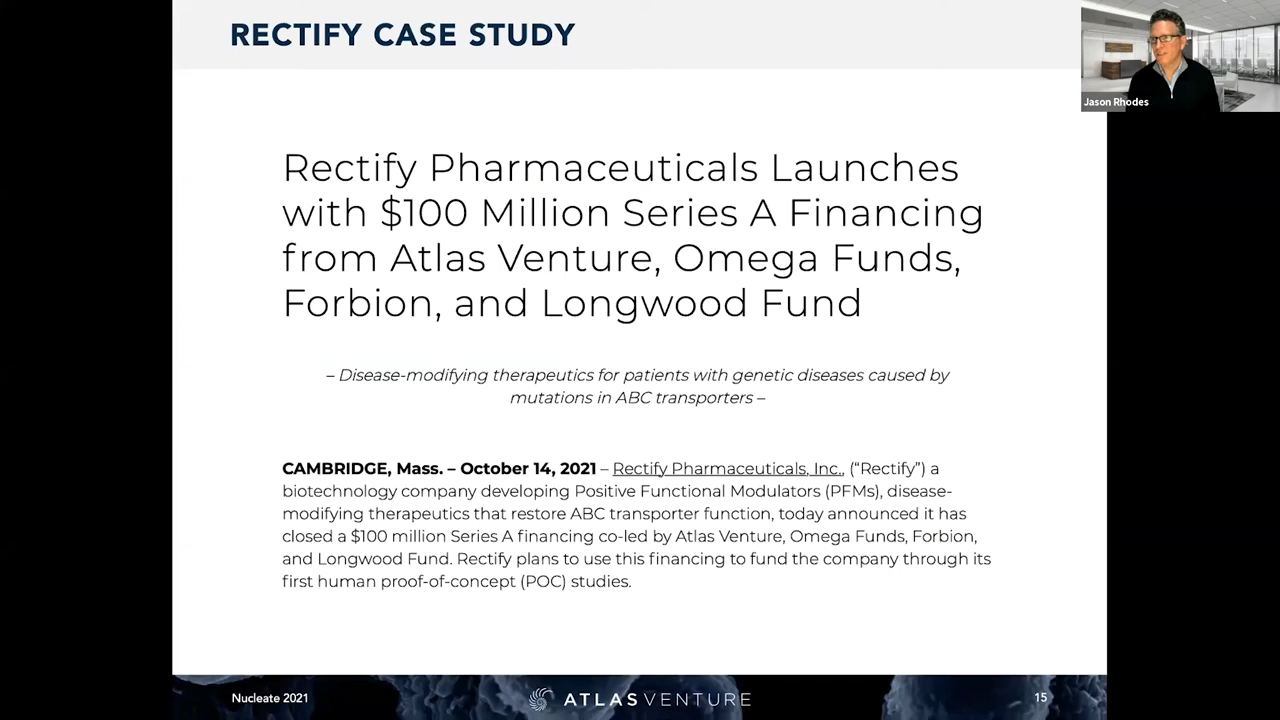 RECTIFY CASE STUDY
Jason Rhodes
Rectify Pharmaceuticals Launches
with $100 Million Series A Financing
from Atlas Venture, Omega Funds,
Forbion, and Longwood Fund
– Disease-modifying therapeutics for patients with genetic diseases caused by
mutations in ABC transporters –
CAMBRIDGE, Mass. – October 14, 2021 – Rectify Pharmaceuticals, Inc., (“Rectify”) a
biotechnology company developing Positive Functional Modulators (PFMs), disease-
modifying therapeutics that restore ABC transporter function, today announced it has
closed a $100 million Series A financing co-led by Atlas Venture, Omega Funds, Forbion,
and Longwood Fund. Rectify plans to use this financing to fund the company through its
first human proof-of-concept (POC) studies.
Nucleate 2021
ATLAS VENTURE
15